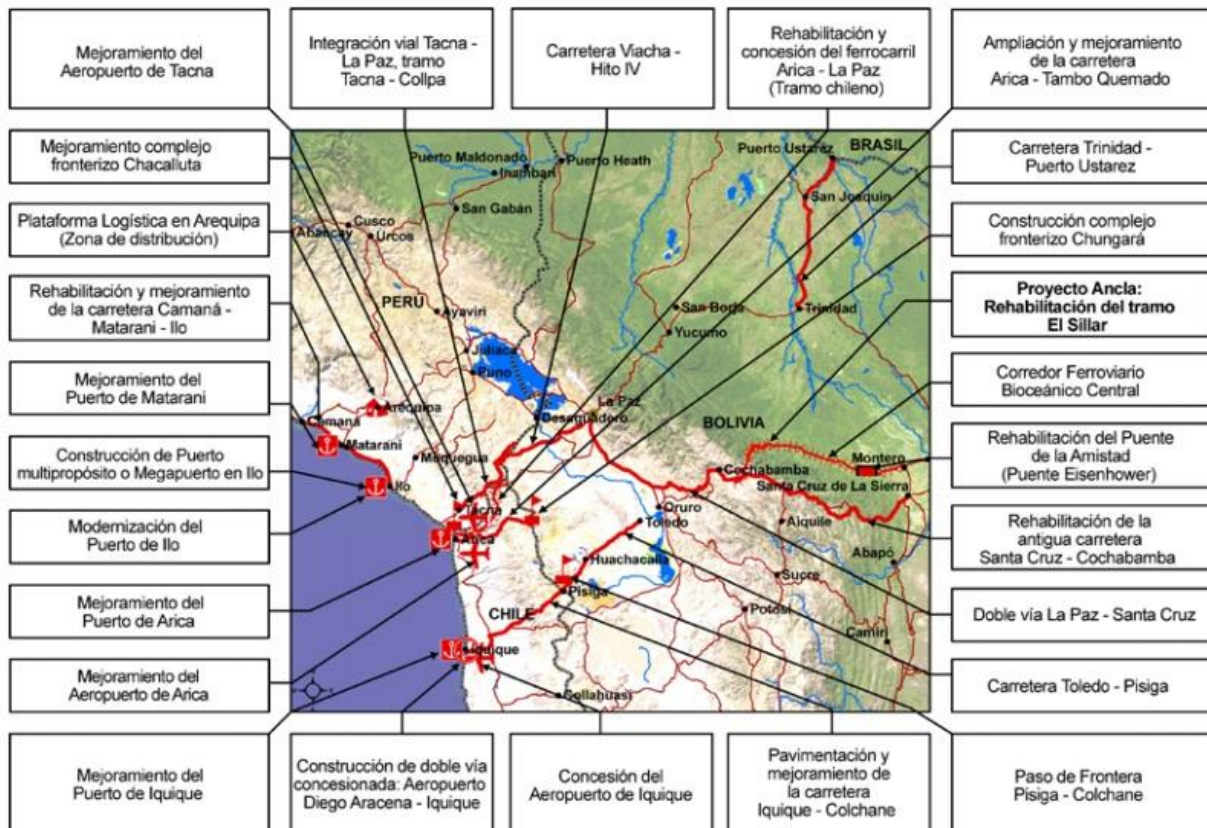 Mejoramiento del
Aeropuerto de Tacna
Integración vial Tacna -
La Paz, tramo
Tacna - Collpa
Carretera Viacha -
Hito IV
Rehabilitación y
concesión del ferrocarril
Arica - La Paz
(Tramo chileno)
Ampliación y mejoramiento
de la carretera
Arica - Tambo Quemado
Mejoramiento complejo
fronterizo Chacalluta
Plataforma Logística en Arequipa
(Zona de distribución)
Rehabilitación y mejoramiento
de la carretera Camaná -
Matarani - Ilo
Mejoramiento del
Puerto de Matarani
Construcción de Puerto
multipropósito o Megapuerto en Ilo
Modernización del
Puerto de Ilo
Mejoramiento del
Puerto de Arica
Mejoramiento del
Aeropuerto de Arica
Puerto Maldonado
Puerto Heath
Inambari
San Gabán
Cusco
Abancay
Urcos
PERÚ
Ayaviri
Juliaca
Puno
Arequipa
Camaná
Matarani
Moquegua
Ilo
Tacna
Arica
Desaguadero
La Paz
Puerto Ustarez
BRASIL
San Joaquín
Trinidad
San Borja
Yucumo
BOLIVIA
Cochabamba
Montero
Santa Cruz de La Sierra
Oruro
Toledo
Aiquile
Huachacalla
Abapó
Sucre
Pisiga
Potosí
CHILE
Camiri
Iquique
Collahuasi
Carretera Trinidad -
Puerto Ustarez
Construcción complejo
fronterizo Chungará
Proyecto Ancla:
Rehabilitación del tramo
El Sillar
Corredor Ferroviario
Bioceánico Central
Rehabilitación del Puente
de la Amistad
(Puente Eisenhower)
Rehabilitación de la
antigua carretera
Santa Cruz - Cochabamba
Doble vía La Paz - Santa Cruz
Carretera Toledo - Pisiga
Mejoramiento del
Puerto de Iquique
Construcción de doble vía
concesionada: Aeropuerto
Diego Aracena - Iquique
Concesión del
Aeropuerto de Iquique
Pavimentación y
mejoramiento de
la carretera
Iquique - Colchane
Paso de Frontera
Pisiga - Colchane